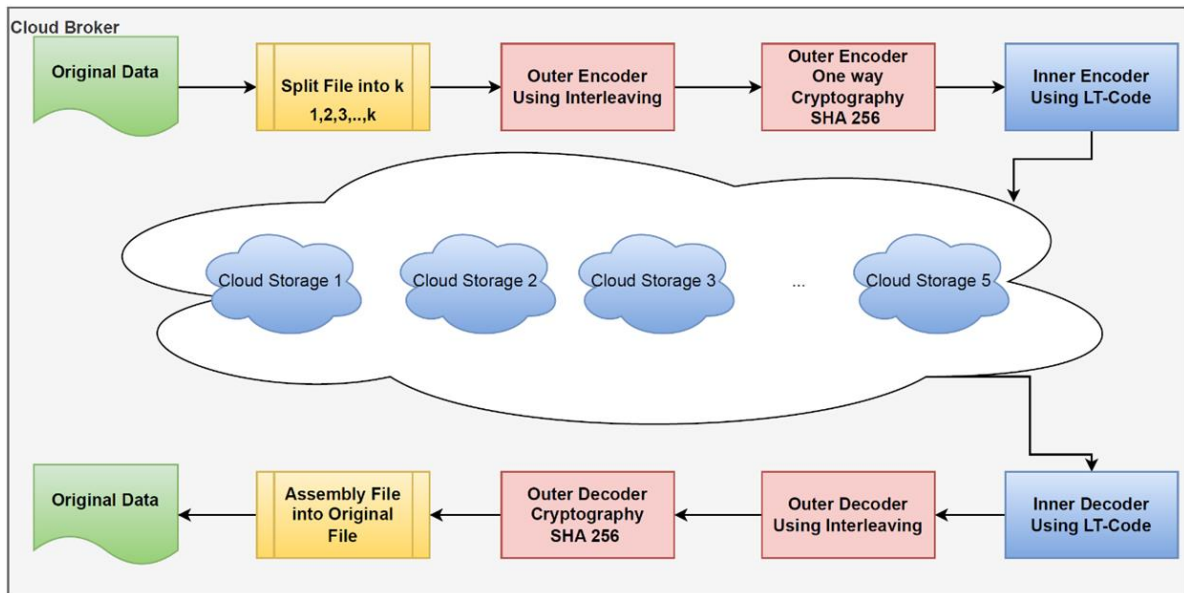 Cloud Broker
Original Data
Split File into k
1,2,3,..,k
Outer Encoder
Using Interleaving
Outer Encoder
One way
Cryptography
SHA 256
Inner Encoder
Using LT-Code
Cloud Storage 1
Cloud Storage 2
Cloud Storage 3
...
Cloud Storage 5
Original Data
Assembly File
into Original
File
Outer Decoder
Cryptography
SHA 256
Outer Decoder
Using Interleaving
Inner Decoder
Using LT-Code